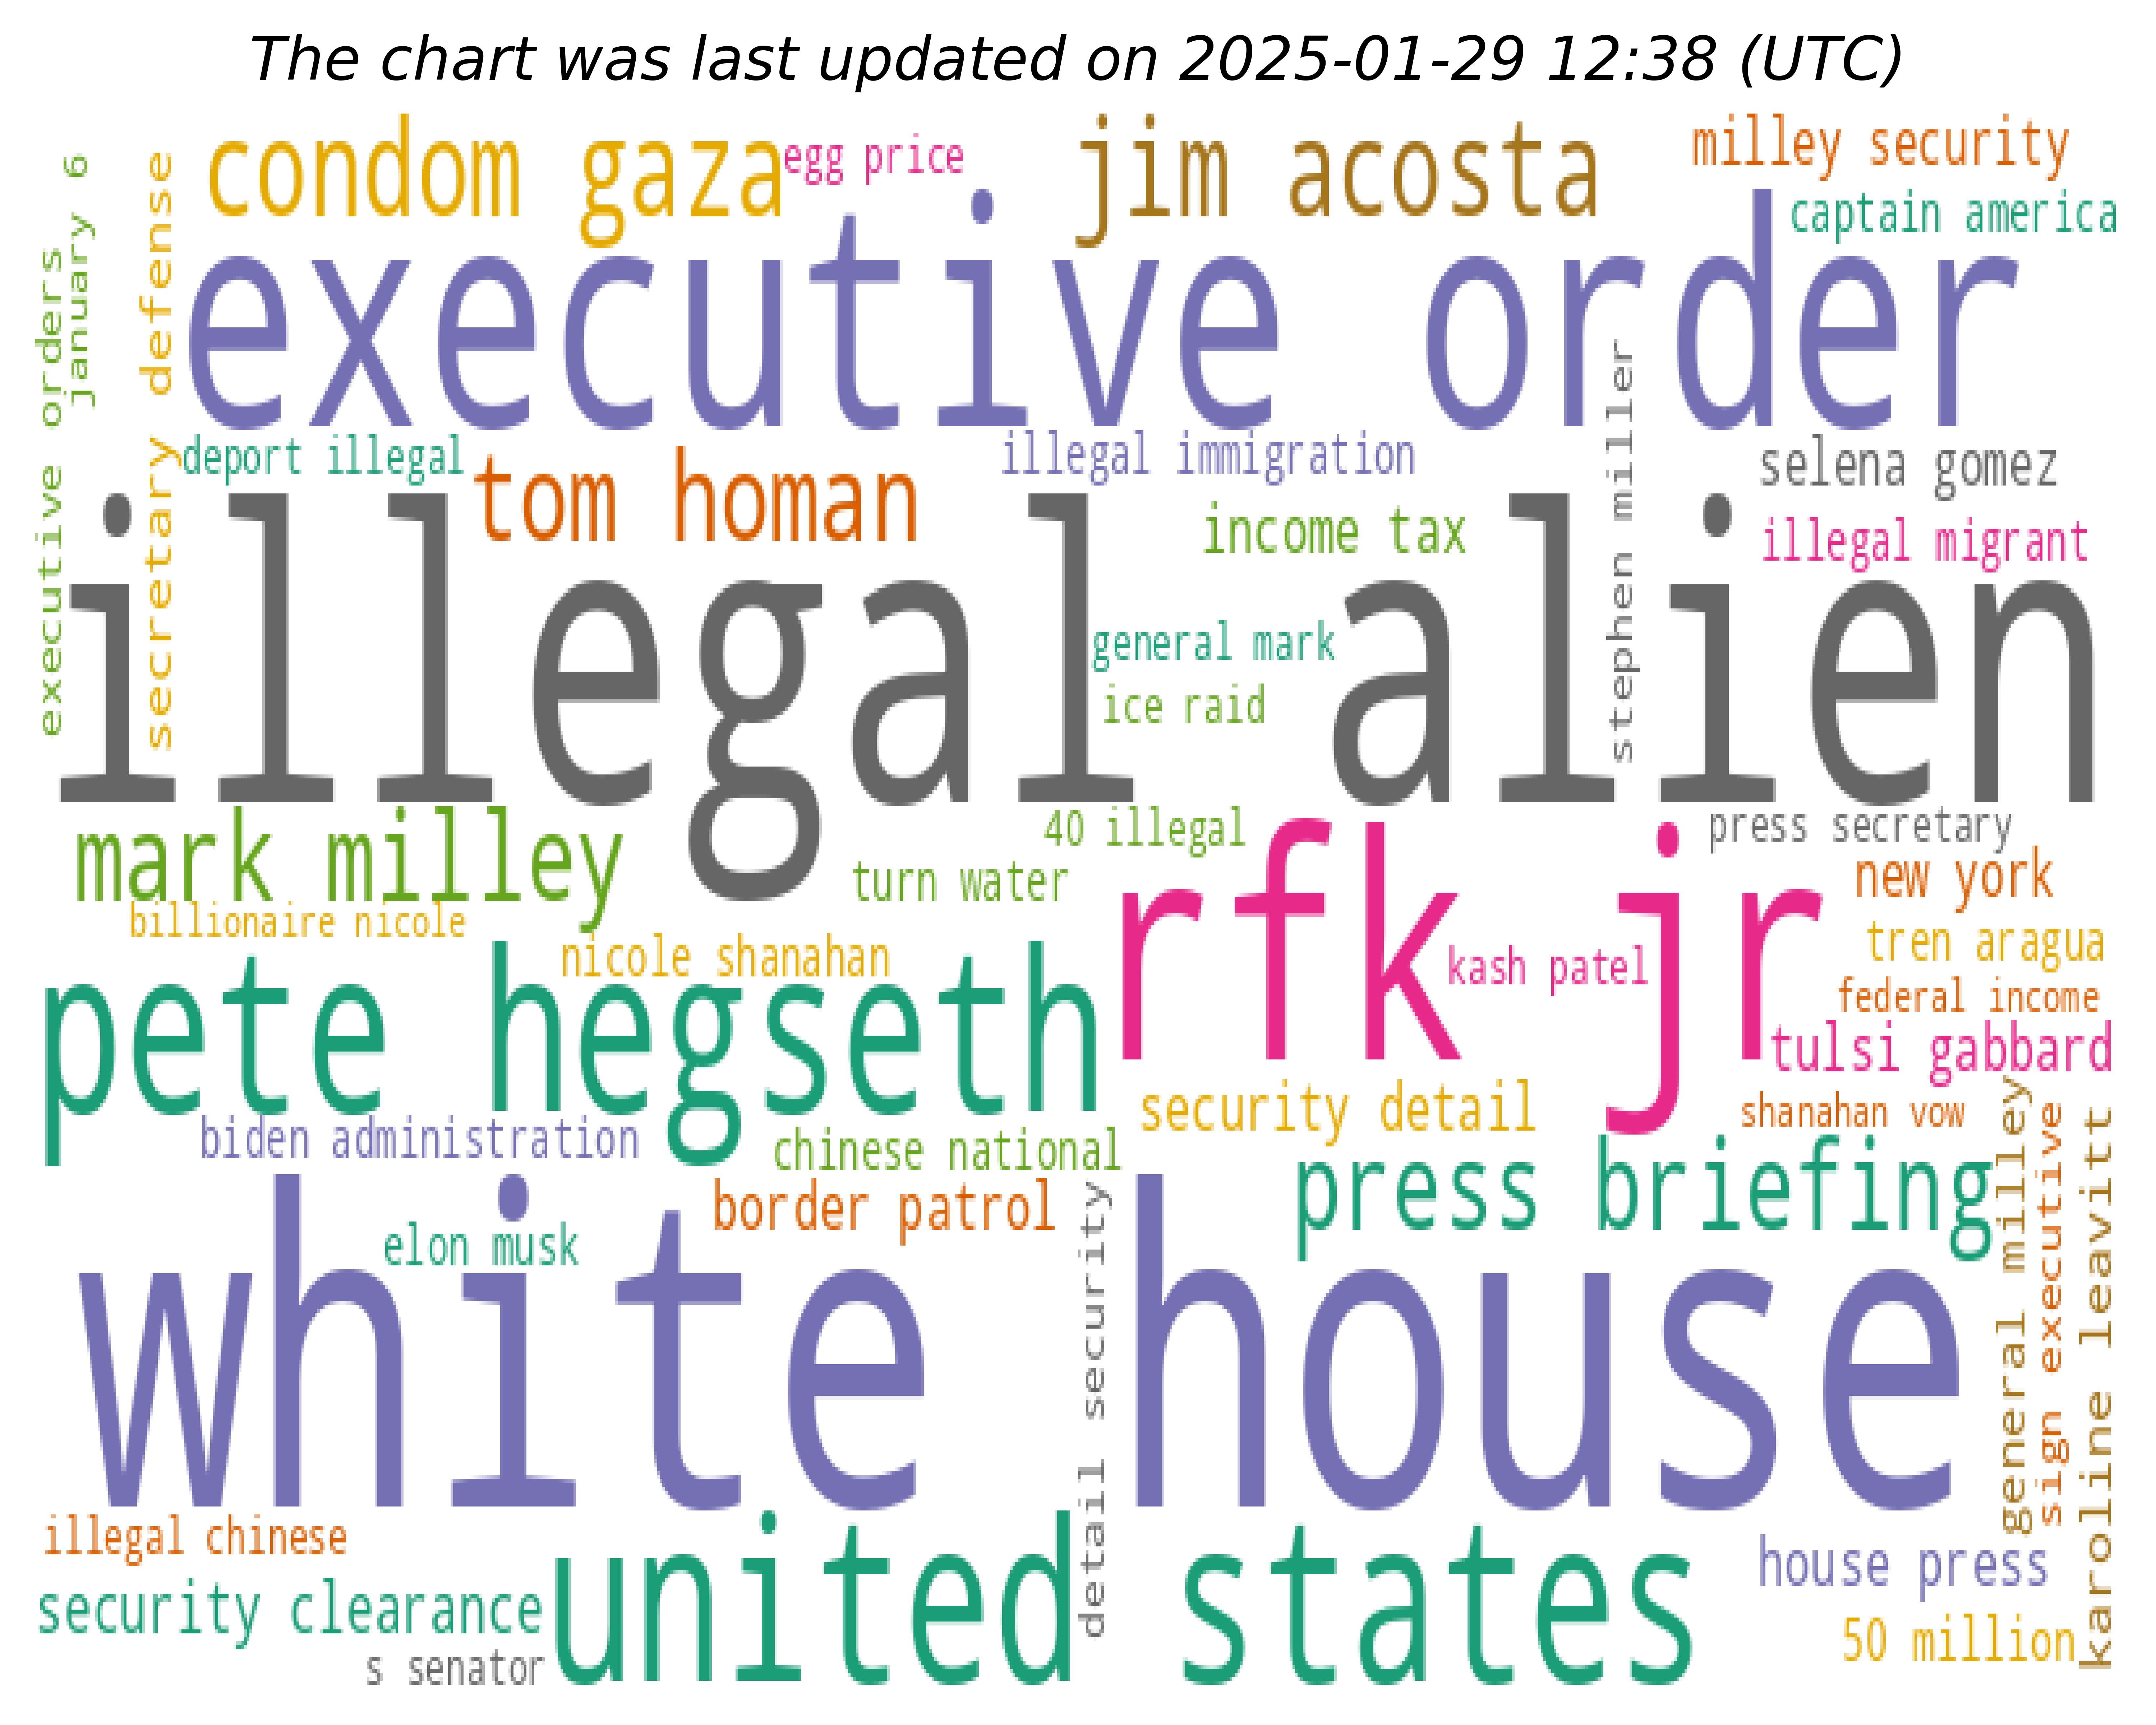 The chart was last updated on 2025-01-29 12:38 (UTC)
condom gaza
egg price
jim acosta
milley security
captain america
january 6
executive orders
secretary defense
executive order
deport illegal
tom homan
illegal immigration
stephen miller
selena gomez
income tax
illegal migrant
illegal alien
general mark
ice raid
mark milley
40 illegal
press secretary
turn water
rfk jr
new york
billionaire nicole
nicole shanahan
kash patel
tren aragua
federal income
pete hegseth
tulsi gabbard
security detail
shanahan vow
biden administration
chinese national
press briefing
general milley
sign executive
karoline leavitt
border patrol
elon musk
detail security
white house
illegal chinese
united states
house press
security clearance
50 million
s senator